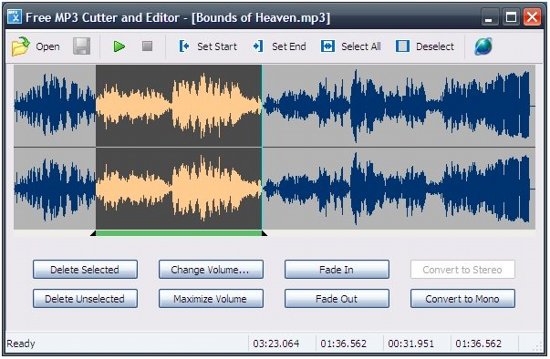 Free MP3 Cutter and Editor - [Bounds of Heaven.mp3]
Open Set Start Set End Select All Deselect
Delete Selected Change Volume... Fade In Convert to Stereo
Delete Unselected Maximize Volume Fade Out Convert to Mono
Ready 03:23.064 01:36.562 00:31.951 01:36.562